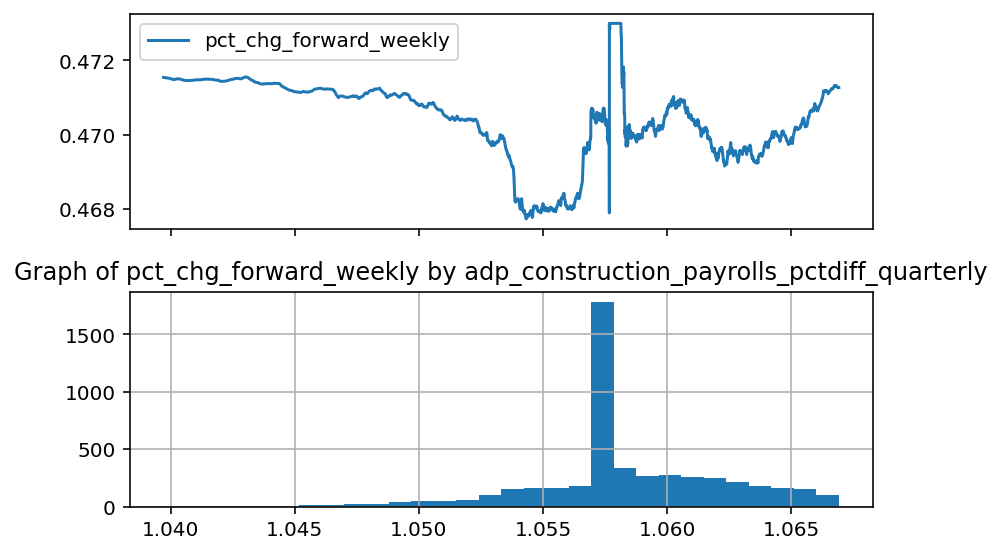 pct_chg_forward_weekly
0.472
0.470
0.468
Graph of pct_chg_forward_weekly by adp_construction_payrolls_pctdiff_quarterly
1500
1000
500
0
1.040 1.045 1.050 1.055 1.060 1.065